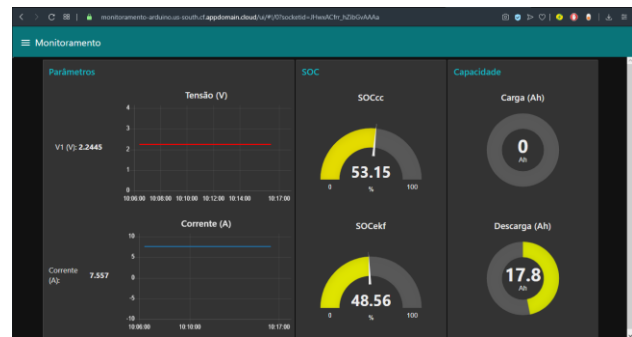 monitoramento-arduino.us-south.cf.appdomain.cloud/ui/#!/0?socketid=
Monitoramento
Parâmetros
Tensão (V)
4
3
2
1
0
V1 (V): 2.2445
10:06:00 10:08:00 10:10:00 10:12:00 10:14:00 10:17:00
Corrente (A)
10
5
0
-5
-10
Corrente
(A): 7.557
10:06:00 10:10:00 10:17:00
SOC
SOCcc
53.15
0 % 100
SOCekf
48.56
0 % 100
Capacidade
Carga (Ah)
0
Ah
Descarga (Ah)
17.8
Ah